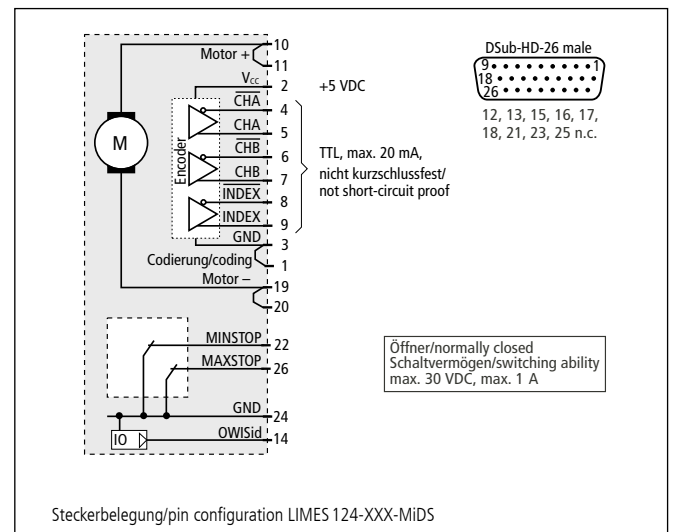 Motor +
10
11
V_CC
2
+5 VDC
CHA
4
CHA
5
CHB
6
CHB
7
INDEX
8
INDEX
9
GND
3
Codierung/coding
1
Motor –
19
20
M
Encoder
TTL, max. 20 mA,
nicht kurzschlussfest/
not short-circuit proof
DSub-HD-26 male
9
1
18
26
12, 13, 15, 16, 17,
18, 21, 23, 25 n.c.
MINSTOP
22
MAXSTOP
26
GND
24
IO
OWISid
14
Öffner/normally closed
Schaltvermögen/switching ability
max. 30 VDC, max. 1 A
Steckerbelegung/pin configuration LIMES 124-XXX-MiDS